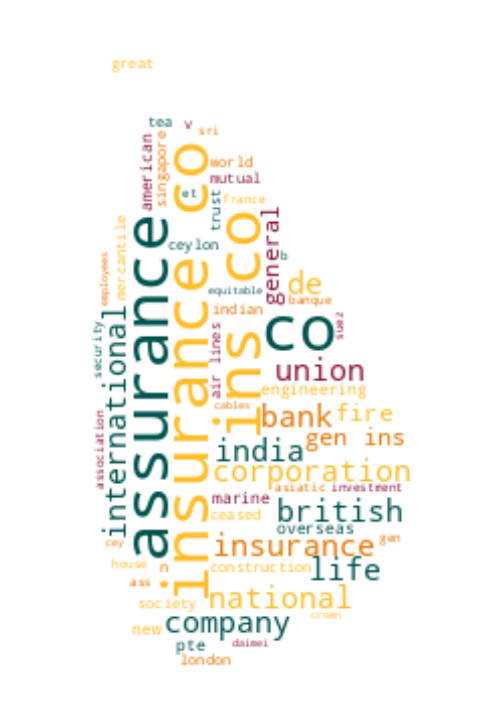 great
tea
v
sri
american
singapore
world
mutual
et
trust
france
insurance co
assurance co
ins co
general
ceylon
b
mercantile
employees
equitable
de
banque
indian
co
suez
international
security
air lines
union
engineering
cables
bank
fire
association
gen ins
india
corporation
asiatic
investment
marine
british
ceased
overseas
cey
insurance
gen
house
n
construction
life
ass
society
national
crown
new
company
pte
daimei
london